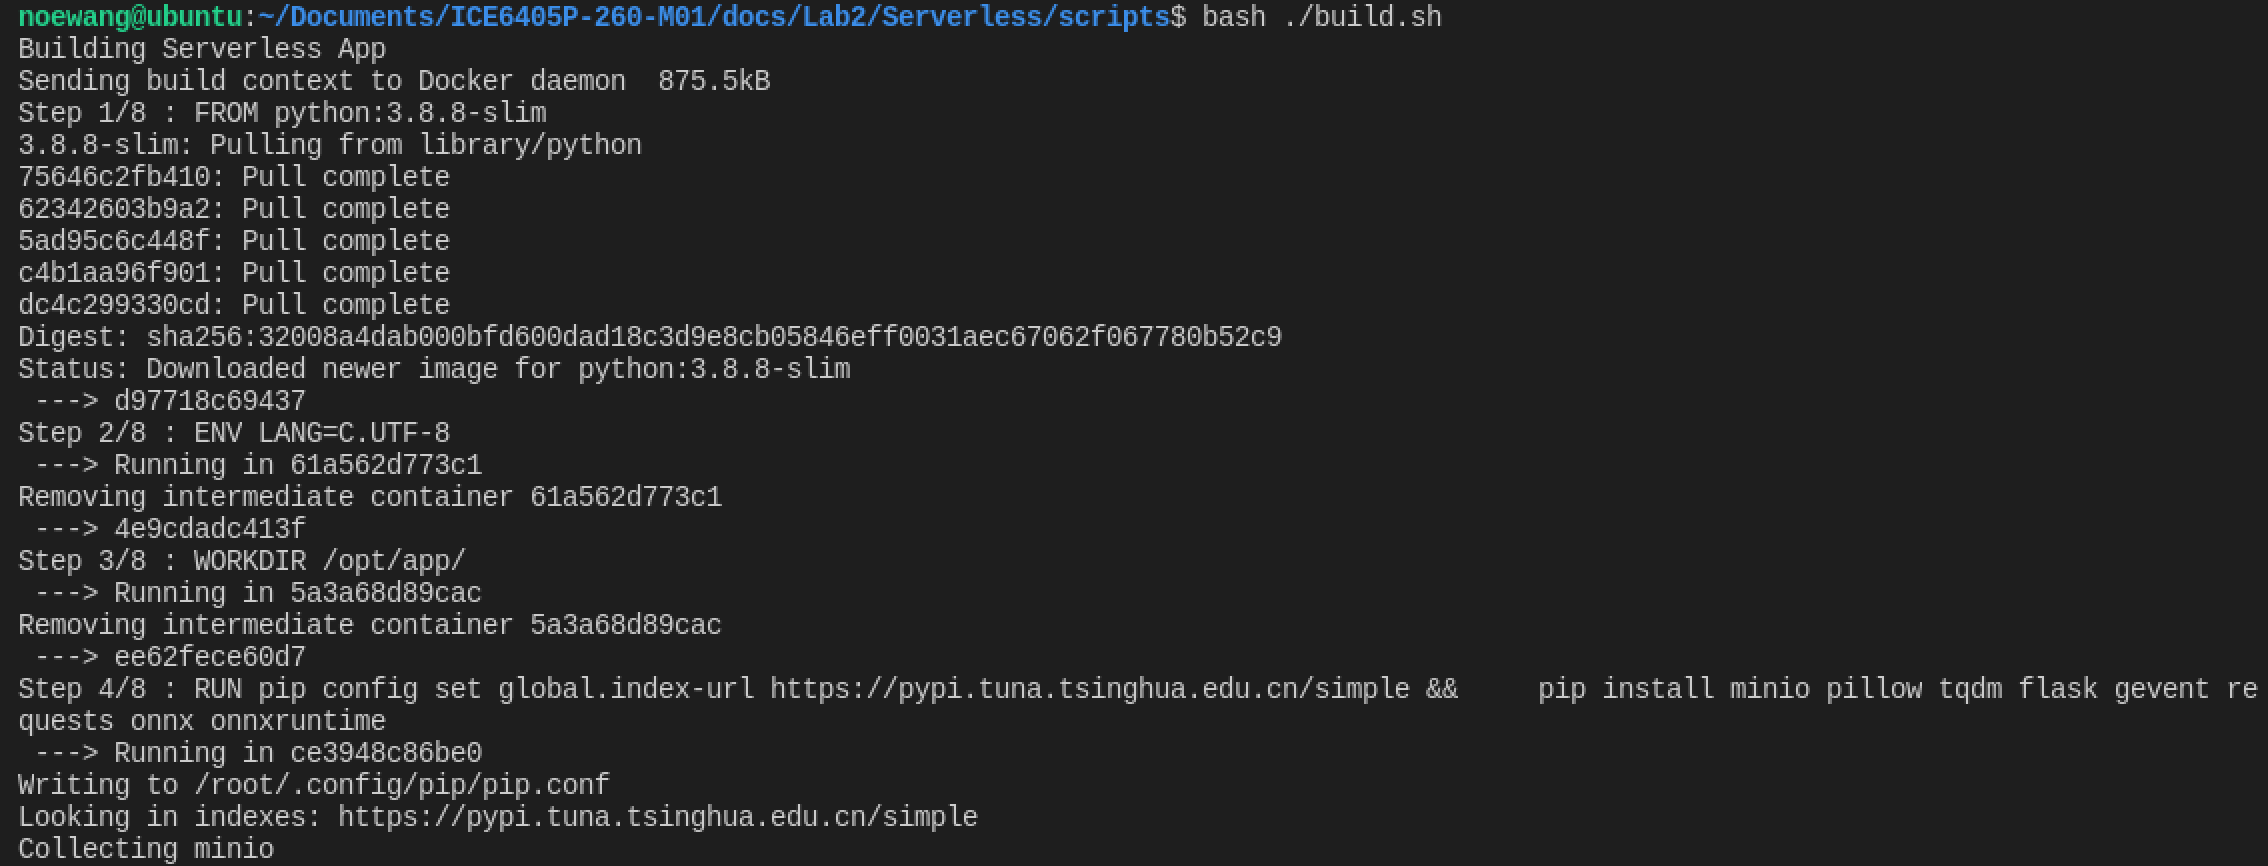 noewang@ubuntu:~/Documents/ICE6405P-260-M01/docs/Lab2/Serverless/scripts$ bash ./build.sh
Building Serverless App
Sending build context to Docker daemon  875.5kB
Step 1/8 : FROM python:3.8.8-slim
3.8.8-slim: Pulling from library/python
75646c2fb410: Pull complete
62342603b9a2: Pull complete
5ad95c6c448f: Pull complete
c4b1aa96f901: Pull complete
dc4c299330cd: Pull complete
Digest: sha256:32008a4dab000bfd600dad18c3d9e8cb05846eff0031aec67062f067780b52c9
Status: Downloaded newer image for python:3.8.8-slim
 ---> d97718c69437
Step 2/8 : ENV LANG=C.UTF-8
 ---> Running in 61a562d773c1
Removing intermediate container 61a562d773c1
 ---> 4e9cdadc413f
Step 3/8 : WORKDIR /opt/app/
 ---> Running in 5a3a68d89cac
Removing intermediate container 5a3a68d89cac
 ---> ee62fece60d7
Step 4/8 : RUN pip config set global.index-url https://pypi.tuna.tsinghua.edu.cn/simple &&     pip install minio pillow tqdm flask gevent re
quests onnx onnxruntime
 ---> Running in ce3948c86be0
Writing to /root/.config/pip/pip.conf
Looking in indexes: https://pypi.tuna.tsinghua.edu.cn/simple
Collecting minio